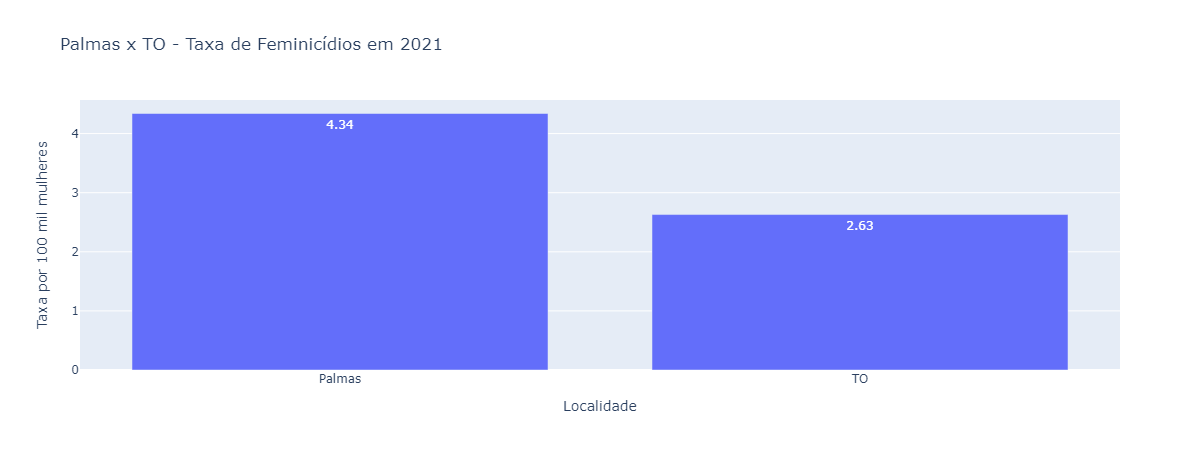 Palmas x TO - Taxa de Feminicídios em 2021
Taxa por 100 mil mulheres
4
3
2
1
0
4.34
2.63
Palmas
TO
Localidade